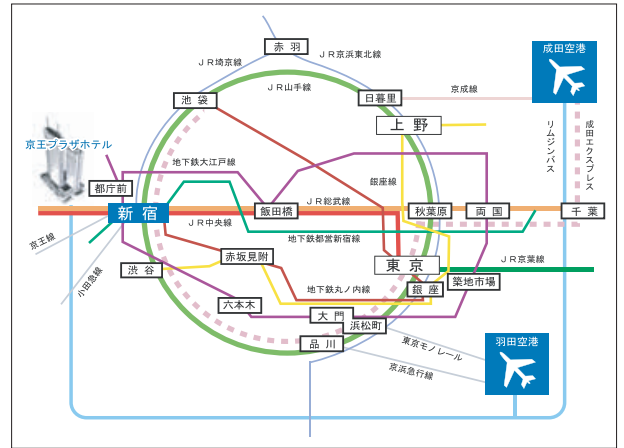 赤羽
成田空港
JR埼京線
JR京浜東北線
JR山手線
池袋
日暮里
京成線
上野
リムジンバス
成田エクスプレス
京王プラザホテル
地下鉄大江戸線
銀座線
都庁前
新宿
JR総武線
飯田橋
秋葉原
両国
千葉
JR中央線
地下鉄都営新宿線
京王線
小田急線
赤坂見附
渋谷
東京
JR京葉線
地下鉄丸ノ内線
銀座
築地市場
六本木
大門
浜松町
品川
東京モノレール
京浜急行線
羽田空港